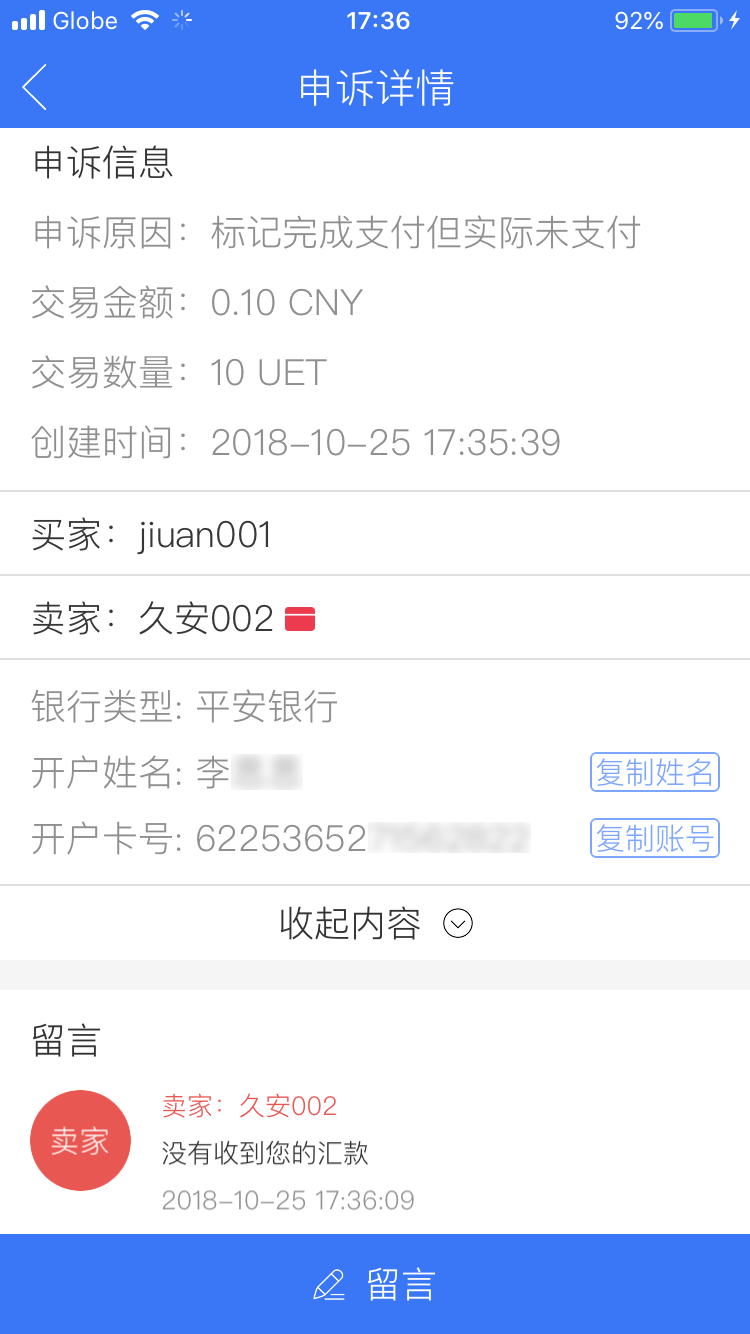 Globe 17:36 92%
申诉详情
申诉信息
申诉原因：标记完成支付但实际未支付
交易金额：0.10 CNY
交易数量：10 UET
创建时间：2018-10-25 17:35:39
买家：jiuan001
卖家：久安002
银行类型: 平安银行
开户姓名: 李
复制姓名
开户卡号: 62253652
复制账号
收起内容
留言
卖家
卖家：久安002
没有收到您的汇款
2018-10-25 17:36:09
留言